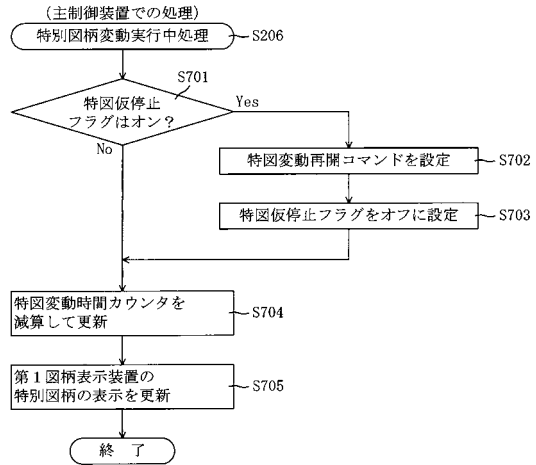 (主制御装置での処理)
特別図柄変動実行中処理
S206
S701
特図仮停止
フラグはオン?
Yes
No
特図変動再開コマンドを設定
S702
特図仮停止フラグをオフに設定
S703
特図変動時間カウンタを
減算して更新
S704
第1図柄表示装置の
特別図柄の表示を更新
S705
終 了